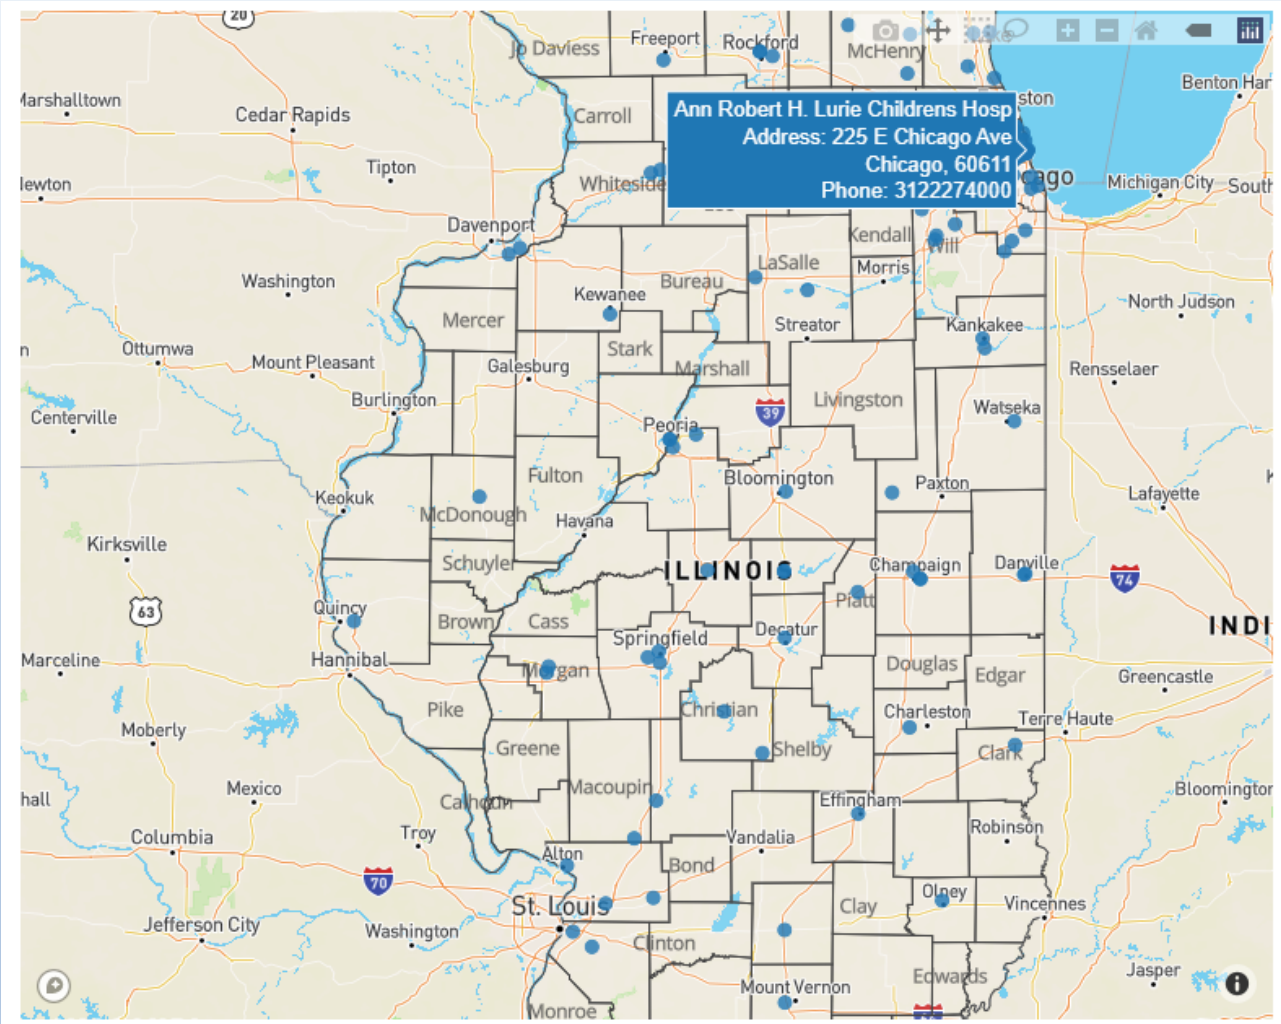 20
Jo Daviess
Freeport
Rockford
McHenry
Lake
Marshalltown
Cedar Rapids
Carroll
Benton Har
Ann Robert H. Lurie Childrens Hosp
Address: 225 E Chicago Ave
Chicago, 60611
Phone: 3122274000
ston
Tipton
Newton
Whiteside
cago
Michigan City
South
Davenport
Kendall
Will
Washington
Bureau
LaSalle
Morris
Kewanee
North Judson
Mercer
Streator
Kankakee
Ottumwa
Mount Pleasant
Stark
Galesburg
Marshall
Rensselaer
Burlington
Livingston
Centerville
39
Watseka
Peoria
Fulton
Bloomington
Paxton
Keokuk
McDonough
Havana
Lafayette
Kirksville
Schuyler
ILLINOIS
Champaign
Danville
74
63
Quincy
Brown
Cass
Piatt
INDI
Springfield
Decatur
Marceline
Hannibal
Morgan
Douglas
Edgar
Greencastle
Pike
Christian
Charleston
Terre Haute
Moberly
Greene
Shelby
Clark
hall
Mexico
Calhoun
Macoupin
Effingham
Bloomington
Columbia
Troy
Vandalia
Robinson
Alton
Bond
70
St. Louis
Clay
Olney
Vincennes
Jefferson City
Washington
Clinton
Edwards
Jasper
Mount Vernon
Monroe